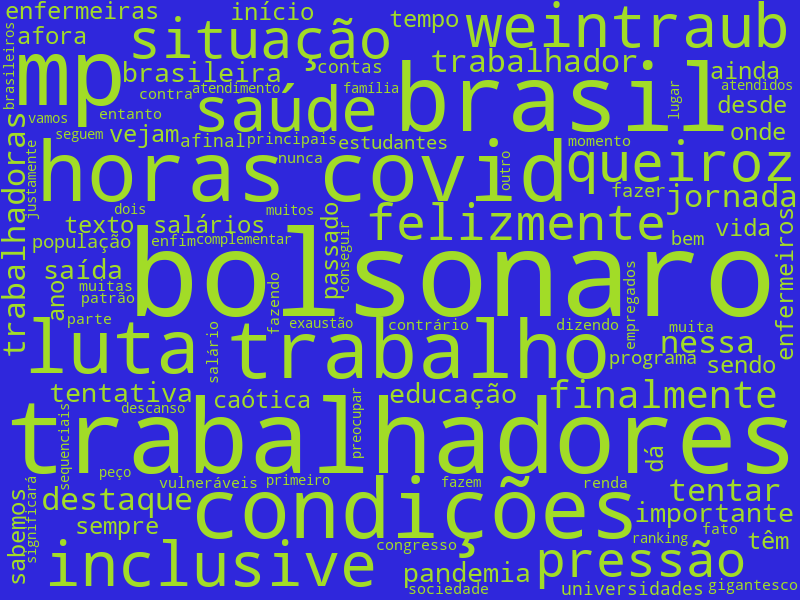 enfermeiras
início
tempo
weintraub
brasileiros
afora
situação
mp
brasileira
contas
trabalhador
ainda
contra
atendimento
família
brasil
lugar
atendidos
vamos
entanto
saúde
desde
seguem
vejam
afinal
principais
estudantes
momento
onde
trabalhadoras
justamente
horas
nunca
covid
outro
queiroz
fazer
jornada
dois
muitos
texto
salários
passado
felizmente
bem
vida
população
enfim
complementar
conseguir
enfermeiros
saída
muitas
bolsonaro
ano
patrão
fazendo
empregados
parte
exaustão
contrário
dizendo
muita
luta
salário
trabalho
programa
nessa
sendo
tentativa
caótica
preocupar
educação
finalmente
sequenciais
descanso
trabalhadores
dá
peço
vulneráveis
primeiro
fazem
renda
tentar
sabemos
significará
destaque
condições
importante
sempre
ranking
fato
têm
inclusive
congresso
pressão
pandemia
sociedade
universidades
gigantesco